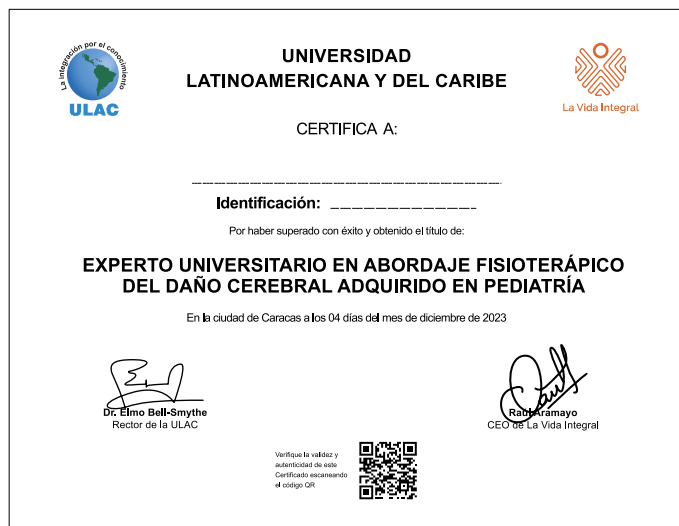 La integración por el conocimiento
ULAC
UNIVERSIDAD
LATINOAMERICANA Y DEL CARIBE
La Vida Integral
CERTIFICA A:
Identificación:
Por haber superado con éxito y obtenido el título de:
EXPERTO UNIVERSITARIO EN ABORDAJE FISIOTERÁPICO
DEL DAÑO CEREBRAL ADQUIRIDO EN PEDIATRÍA
En la ciudad de Caracas a los 04 días del mes de diciembre de 2023
Dr. Elmo Bell-Smythe
Rector de la ULAC
Raúl Aramayo
CEO de La Vida Integral
Verifique la validez y
autenticidad de este
Certificado escaneando
el código QR